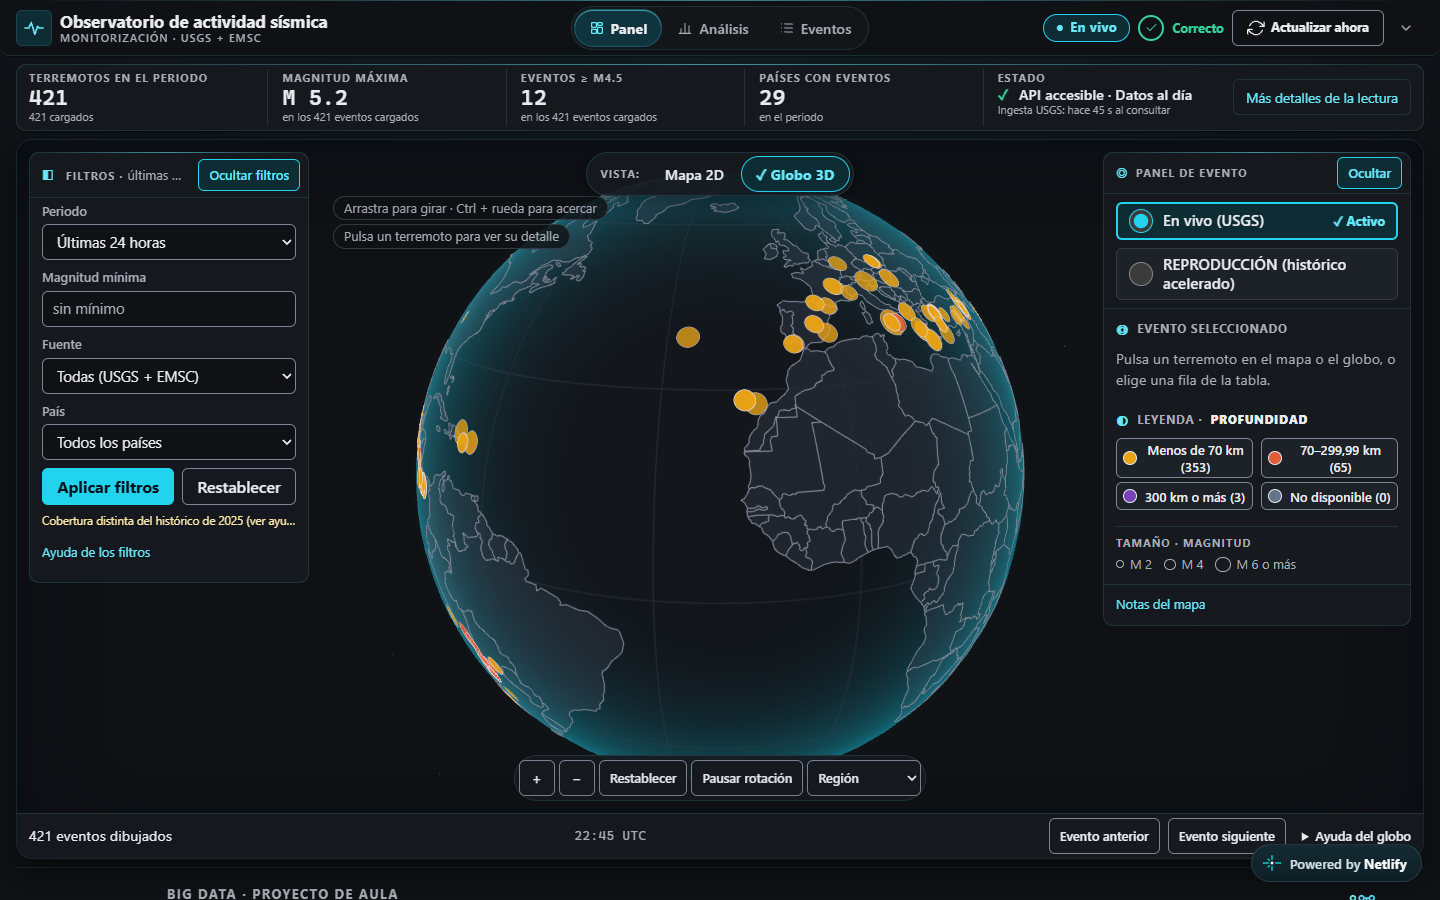 Observatorio de actividad sísmica
MONITORIZACIÓN · USGS + EMSC
Panel
Análisis
Eventos
En vivo
Correcto
Actualizar ahora
TERREMOTOS EN EL PERIODO
421
421 cargados
MAGNITUD MÁXIMA
M 5.2
en los 421 eventos cargados
EVENTOS ≥ M4.5
12
en los 421 eventos cargados
PAÍSES CON EVENTOS
29
en el periodo
ESTADO
✓ API accesible · Datos al día
Ingesta USGS: hace 45 s al consultar
Más detalles de la lectura
FILTROS · últimas ...
Ocultar filtros
Periodo
Últimas 24 horas
Magnitud mínima
sin mínimo
Fuente
Todas (USGS + EMSC)
País
Todos los países
Aplicar filtros
Restablecer
Cobertura distinta del histórico de 2025 (ver ayu...
Ayuda de los filtros
VISTA:
Mapa 2D
✓ Globo 3D
Arrastra para girar · Ctrl + rueda para acercar
Pulsa un terremoto para ver su detalle
+
−
Restablecer
Pausar rotación
Región
PANEL DE EVENTO
Ocultar
En vivo (USGS)
✓ Activo
REPRODUCCIÓN (histórico
acelerado)
EVENTO SELECCIONADO
Pulsa un terremoto en el mapa o el globo, o
elige una fila de la tabla.
LEYENDA · PROFUNDIDAD
Menos de 70 km
(353)
70–299,99 km
(65)
300 km o más (3)
No disponible (0)
TAMAÑO · MAGNITUD
M 2
M 4
M 6 o más
Notas del mapa
421 eventos dibujados
22:45 UTC
Evento anterior
Evento siguiente
Ayuda del globo
Powered by Netlify
BIG DATA · PROYECTO DE AULA